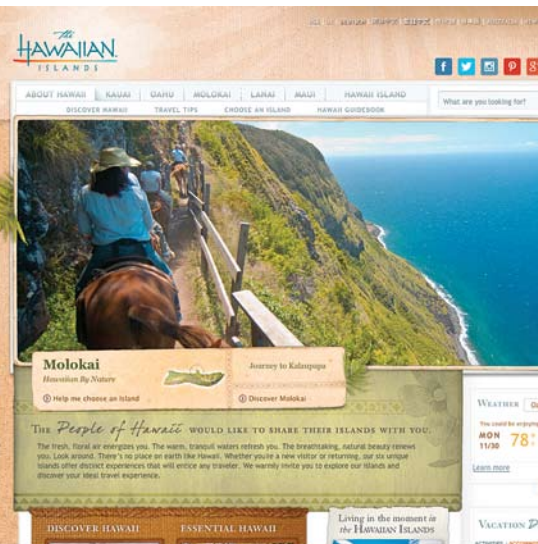 the
HAWAIIAN
ISLANDS
ABOUT HAWAII KAUAI OAHU MOLOKAI LANAI MAUI HAWAII ISLAND
What are you looking for?
DISCOVER HAWAII TRAVEL TIPS CHOOSE AN ISLAND HAWAII GUIDEBOOK
Molokai
Hawaiian By Nature
Journey to Kalaupapa
Help me choose an Island
Discover Molokai
THE People of Hawaii WOULD LIKE TO SHARE THEIR ISLANDS WITH YOU.
The fresh, floral air energizes you. The warm, tranquil waters refresh you. The breathtaking, natural beauty renews
you. Look around. There's no place on earth like Hawaii. Whether you're a new visitor or returning, our six unique
islands offer distinct experiences that will entice any traveler. We warmly invite you to explore our islands and
discover your ideal travel experience.
WEATHER
You could be enjoying
MON
11/30
78°
Learn more
DISCOVER HAWAII ESSENTIAL HAWAII
Living in the moment in
the HAWAIIAN ISLANDS
VACATION